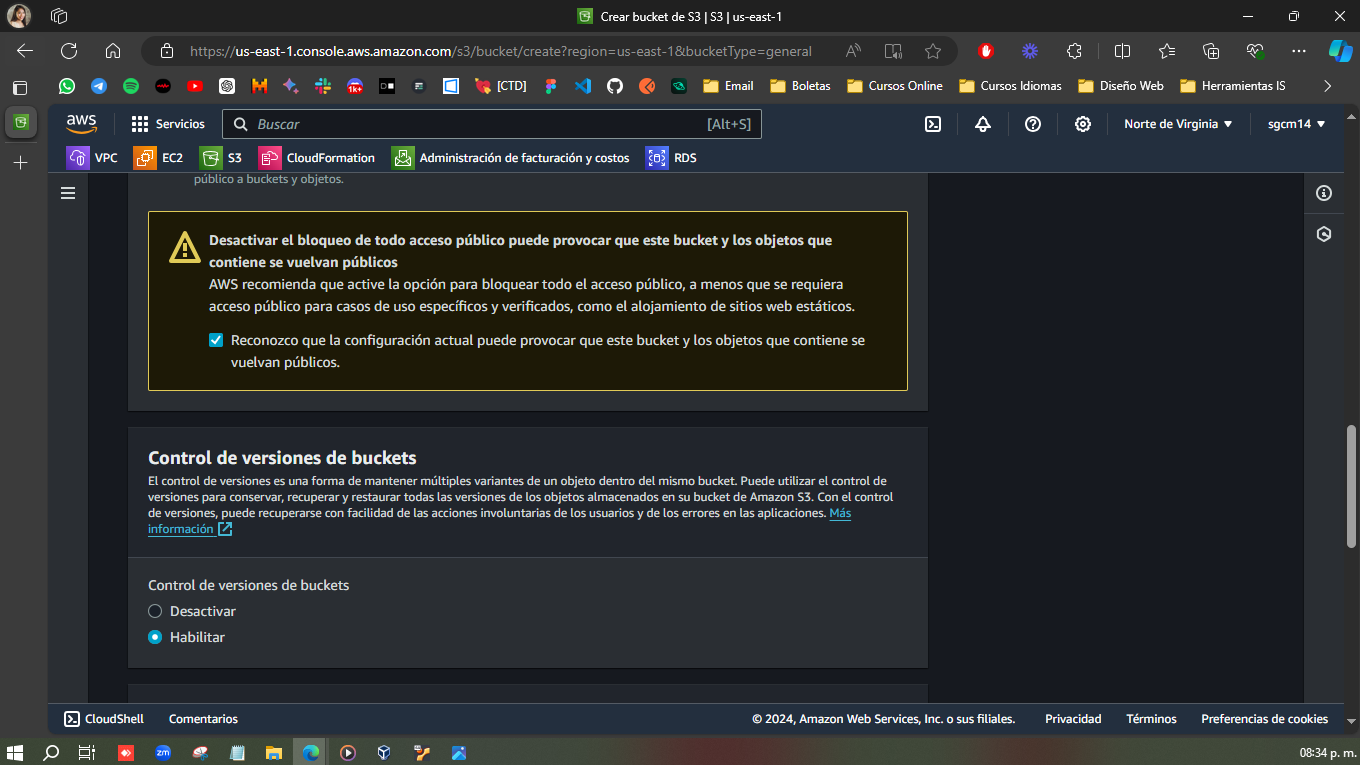 Crear bucket de S3 | S3 | us-east-1
https://us-east-1.console.aws.amazon.com/s3/bucket/create?region=us-east-1&bucketType=general
1k+
[CTD]
Email
Boletas
Cursos Online
Cursos Idiomas
Diseño Web
Herramientas IS
aws
Servicios
Buscar
[Alt+S]
Norte de Virginia
sgcm14
VPC
EC2
S3
CloudFormation
Administración de facturación y costos
RDS
público a buckets y objetos.
Desactivar el bloqueo de todo acceso público puede provocar que este bucket y los objetos que
contiene se vuelvan públicos
AWS recomienda que active la opción para bloquear todo el acceso público, a menos que se requiera
acceso público para casos de uso específicos y verificados, como el alojamiento de sitios web estáticos.
Reconozco que la configuración actual puede provocar que este bucket y los objetos que contiene se
vuelvan públicos.
Control de versiones de buckets
El control de versiones es una forma de mantener múltiples variantes de un objeto dentro del mismo bucket. Puede utilizar el control de
versiones para conservar, recuperar y restaurar todas las versiones de los objetos almacenados en su bucket de Amazon S3. Con el control
de versiones, puede recuperarse con facilidad de las acciones involuntarias de los usuarios y de los errores en las aplicaciones. Más
información
Control de versiones de buckets
Desactivar
Habilitar
CloudShell
Comentarios
© 2024, Amazon Web Services, Inc. o sus filiales.
Privacidad
Términos
Preferencias de cookies
zm
08:34 p. m.